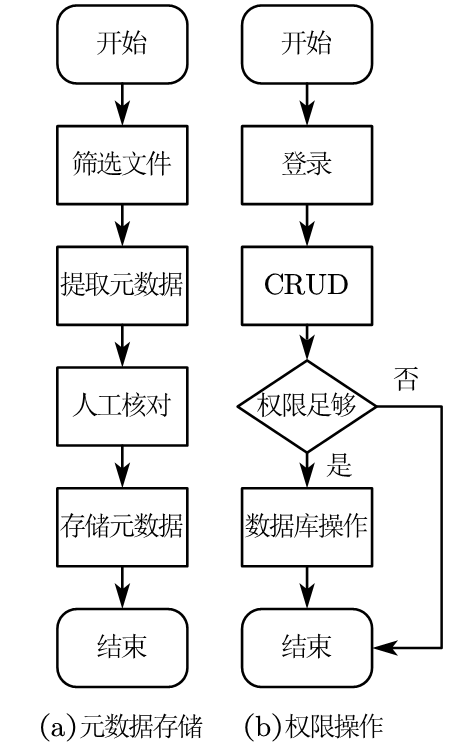 开始
筛选文件
提取元数据
人工核对
存储元数据
结束
(a)元数据存储
开始
登录
CRUD
权限足够
否
是
数据库操作
结束
(b)权限操作